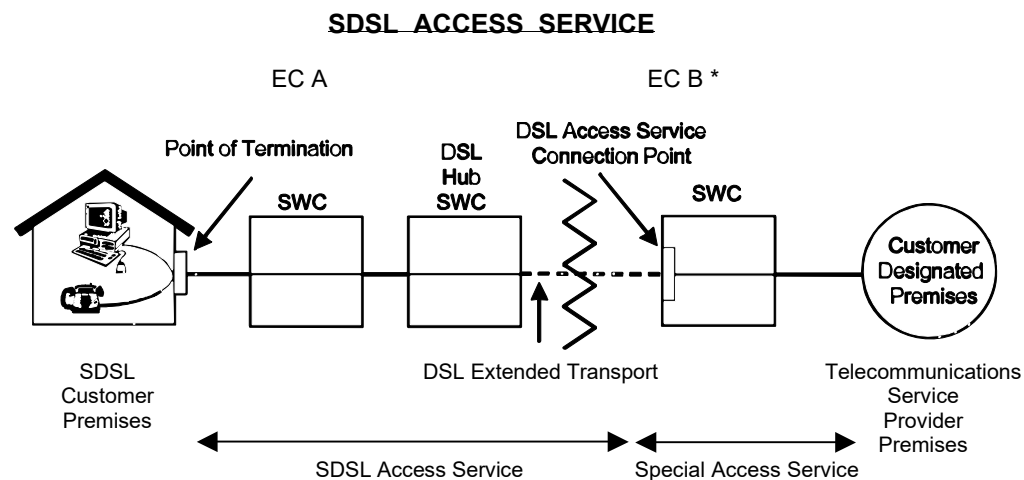 SDSL ACCESS SERVICE
EC A
EC B *
Point of Termination
SWC
DSL
Hub
SWC
DSL Access Service
Connection Point
SWC
Customer
Designated
Premises
SDSL
Customer
Premises
DSL Extended Transport
Telecommunications
Service
Provider
Premises
SDSL Access Service
Special Access Service